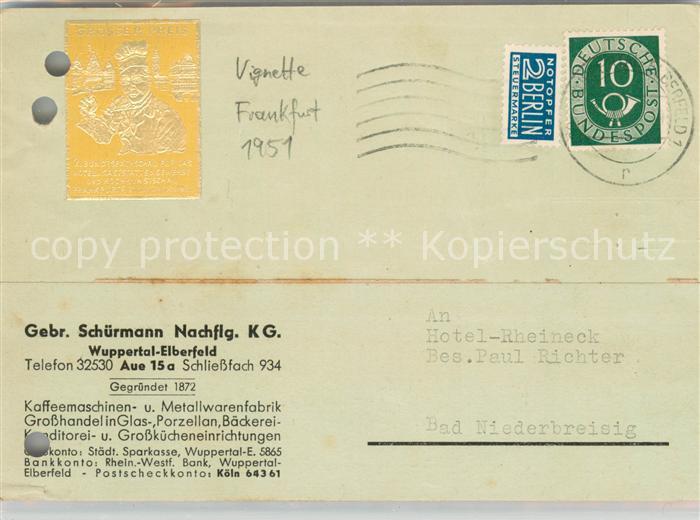 GROSSER PREIS
HOTEL- U. GASTSTÄTTENGEWERBE
Vignette
Frankfurt
1951
NOTOPFER
2 BERLIN
STEUERMARKE
DEUTSCHE
10
BUNDESPOST
copy protection ** Kopierschutz
Gebr. Schürmann Nachflg. KG.
Wuppertal-Elberfeld
Telefon 32530 Aue 15a Schließfach 934
Gegründet 1872
Kaffeemaschinen- u. Metallwarenfabrik
Großhandel in Glas-, Porzellan, Bäckerei-
Konditorei- u. Großkücheneinrichtungen
Städt. Sparkasse, Wuppertal-E. 5865
Bankkonto: Rhein.-Westf. Bank, Wuppertal-
Elberfeld - Postscheckkonto: Köln 64361
An
Hotel-Rheineck
Bes. Paul Richter
Bad Niederbreisig